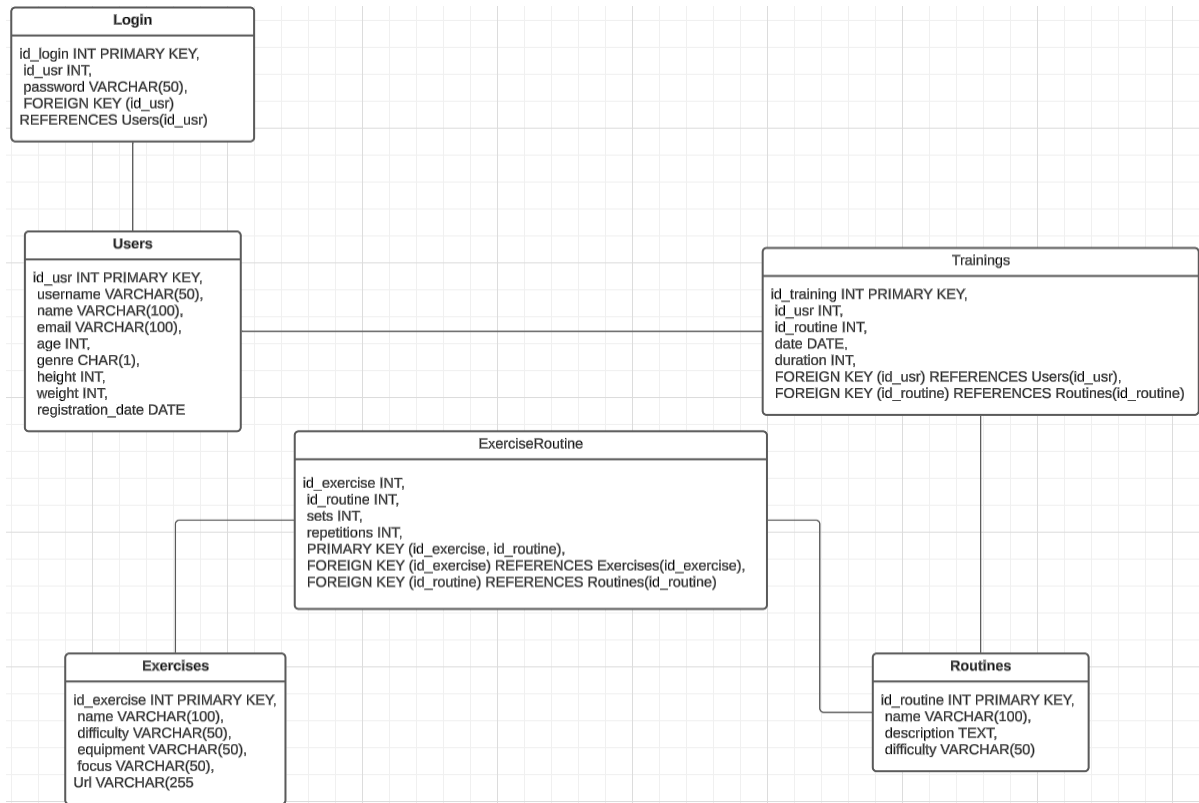 Login
id_login INT PRIMARY KEY,
id_usr INT,
password VARCHAR(50),
FOREIGN KEY (id_usr)
REFERENCES Users(id_usr)
Users
id_usr INT PRIMARY KEY,
username VARCHAR(50),
name VARCHAR(100),
email VARCHAR(100),
age INT,
genre CHAR(1),
height INT,
weight INT,
registration_date DATE
Trainings
id_training INT PRIMARY KEY,
id_usr INT,
id_routine INT,
date DATE,
duration INT,
FOREIGN KEY (id_usr) REFERENCES Users(id_usr),
FOREIGN KEY (id_routine) REFERENCES Routines(id_routine)
ExerciseRoutine
id_exercise INT,
id_routine INT,
sets INT,
repetitions INT,
PRIMARY KEY (id_exercise, id_routine),
FOREIGN KEY (id_exercise) REFERENCES Exercises(id_exercise),
FOREIGN KEY (id_routine) REFERENCES Routines(id_routine)
Exercises
id_exercise INT PRIMARY KEY,
name VARCHAR(100),
difficulty VARCHAR(50),
equipment VARCHAR(50),
focus VARCHAR(50),
Url VARCHAR(255
Routines
id_routine INT PRIMARY KEY,
name VARCHAR(100),
description TEXT,
difficulty VARCHAR(50)